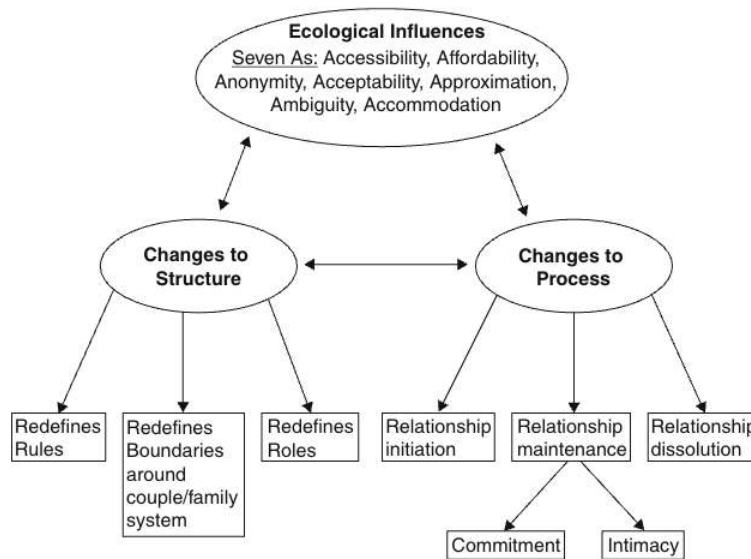 Ecological Influences
Seven As: Accessibility, Affordability,
Anonymity, Acceptability, Approximation,
Ambiguity, Accommodation
Changes to
Structure
Changes to
Process
Redefines
Rules
Redefines
Boundaries
around
couple/family
system
Redefines
Roles
Relationship
initiation
Relationship
maintenance
Relationship
dissolution
Commitment
Intimacy